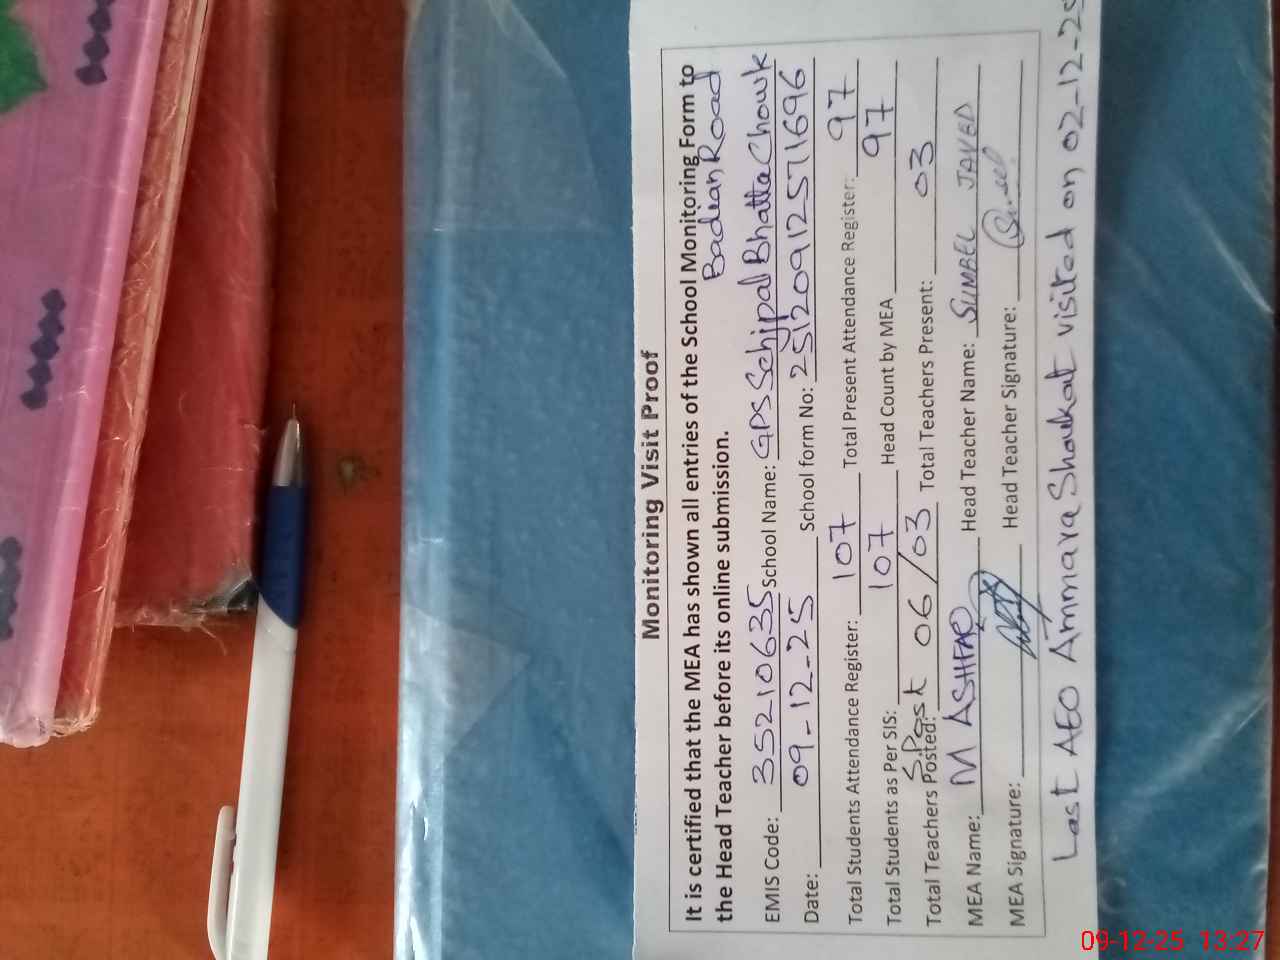 Monitoring Visit Proof
It is certified that the MEA has shown all entries of the School Monitoring Form to
the Head Teacher before its online submission. Badian Road
EMIS Code: 35210635 School Name: GPS Sehjpal Bhatta Chowk
Date: 09-12-25 School form No: 2512091257 1696
Total Students Attendance Register: 107 Total Present Attendance Register: 97
Total Students as Per SIS: 107 Head Count by MEA 97
S.Post
Total Teachers Posted: 06/03 Total Teachers Present: 03
MEA Name: M ASHFAQ Head Teacher Name: SUMBEL JAVED
MEA Signature: Head Teacher Signature:
Last AEO Ammara Shaukat visited on 02-12-25
09-12-25 13:27